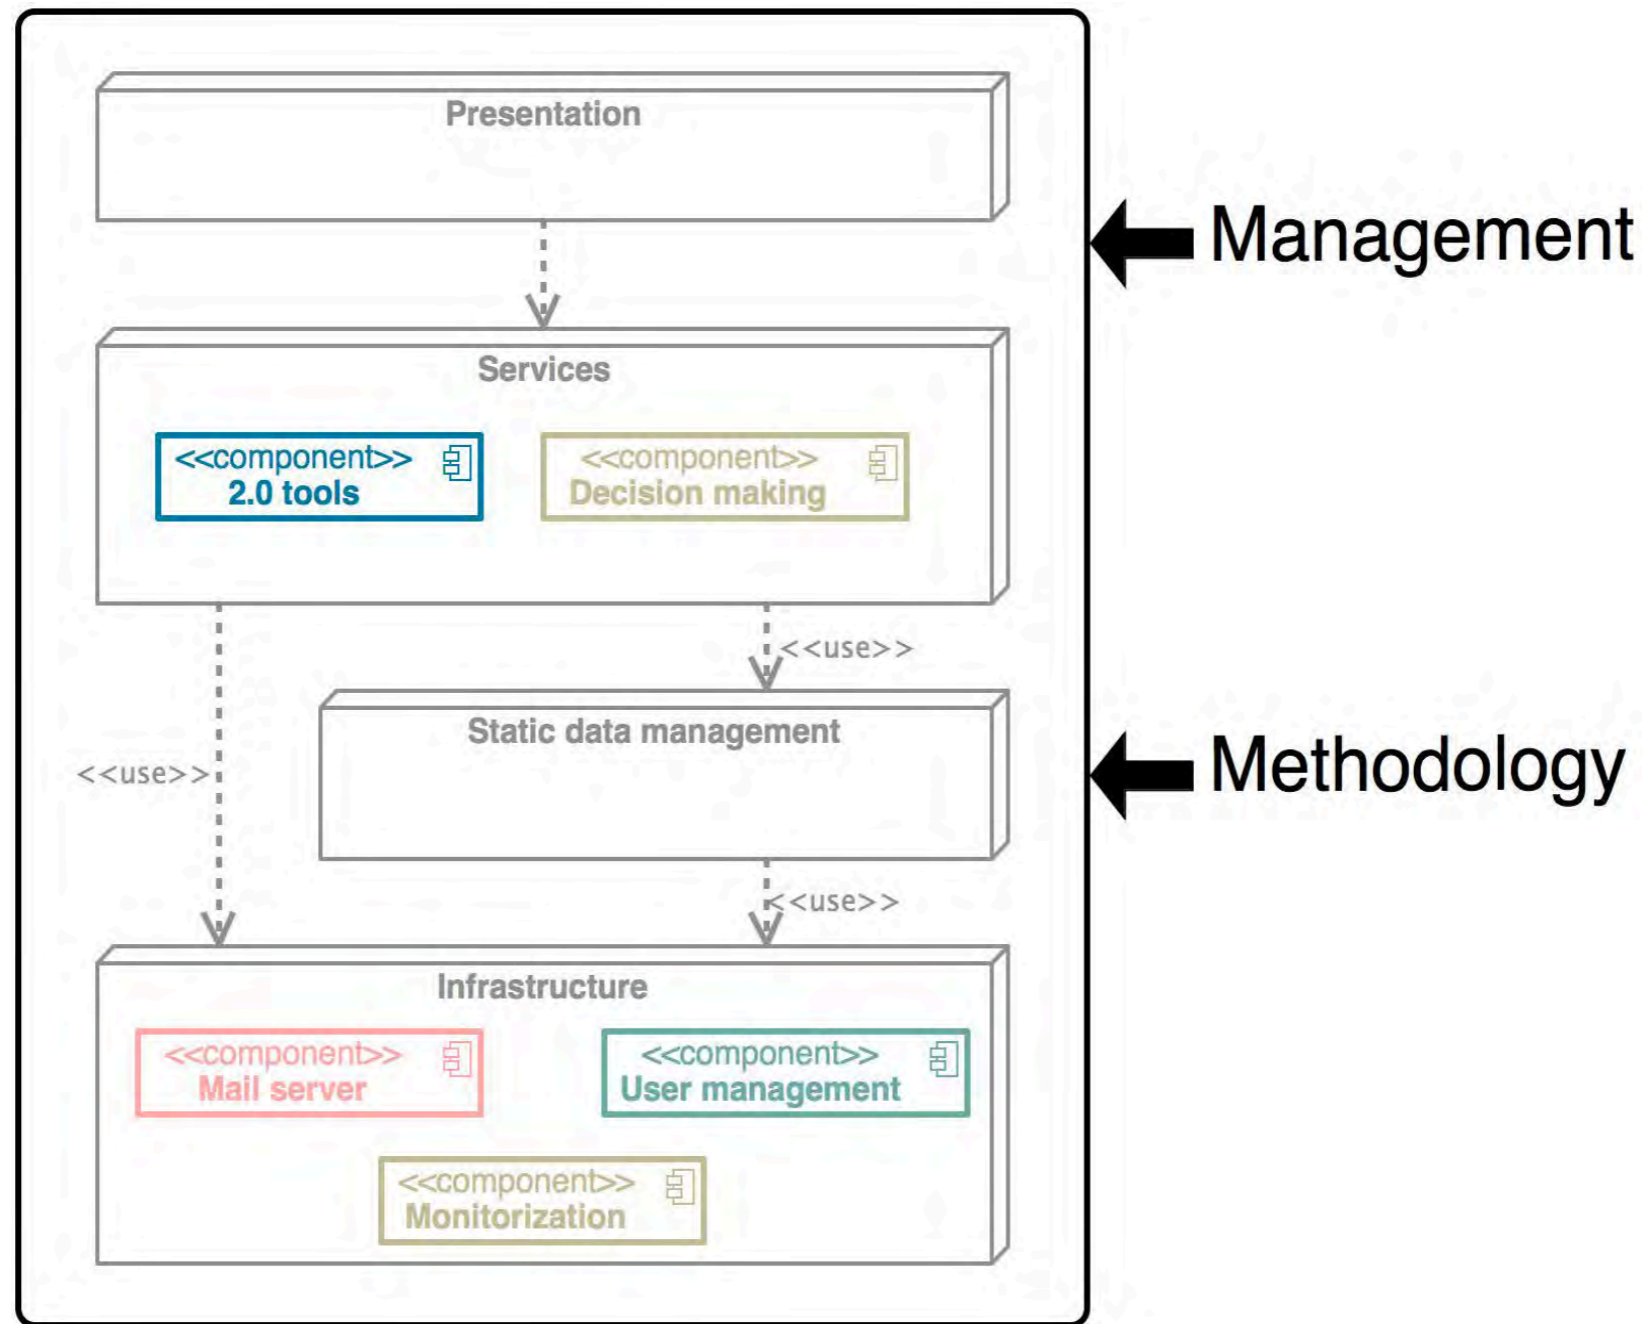 Presentation
Management
Services
<<component>>
2.0 tools
<<component>>
Decision making
<<use>>
Static data management
<<use>>
Methodology
<<use>>
Infrastructure
<<component>>
Mail server
<<component>>
User management
<<component>>
Monitorization